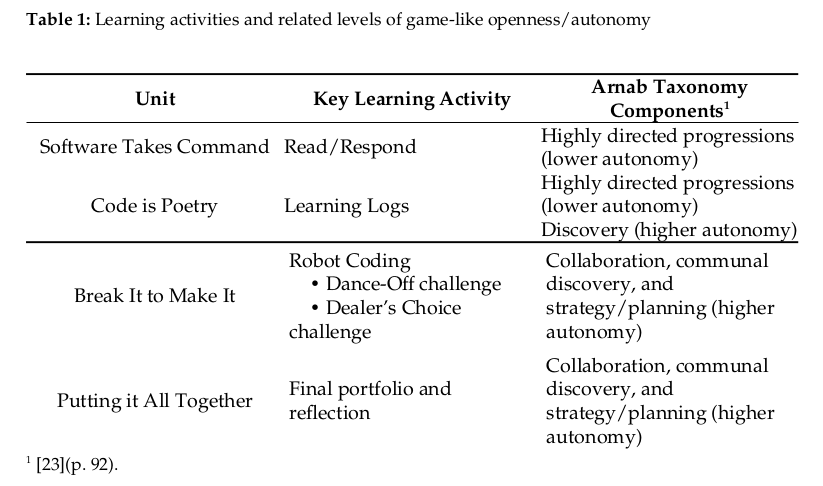 Table 1: Learning activities and related levels of game-like openness/autonomy
Unit
Key Learning Activity
Arnab Taxonomy
Components¹
Software Takes Command
Read/Respond
Highly directed progressions
(lower autonomy)
Code is Poetry
Learning Logs
Highly directed progressions
(lower autonomy)
Discovery (higher autonomy)
Break It to Make It
Robot Coding
• Dance-Off challenge
• Dealer’s Choice
challenge
Collaboration, communal
discovery, and
strategy/planning (higher
autonomy)
Putting it All Together
Final portfolio and
reflection
Collaboration, communal
discovery, and
strategy/planning (higher
autonomy)
¹ [23](p. 92).